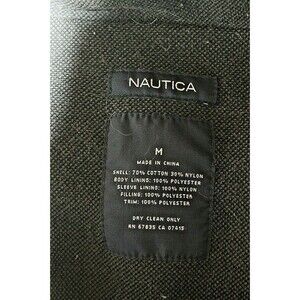 NAUTICA
M
MADE IN CHINA
SHELL: 70% COTTON 30% NYLON
BODY LINING: 100% POLYESTER
SLEEVE LINING: 100% NYLON
FILLING: 100% POLYESTER
TRIM: 100% POLYESTER
DRY CLEAN ONLY
RN 67835 CA 07415